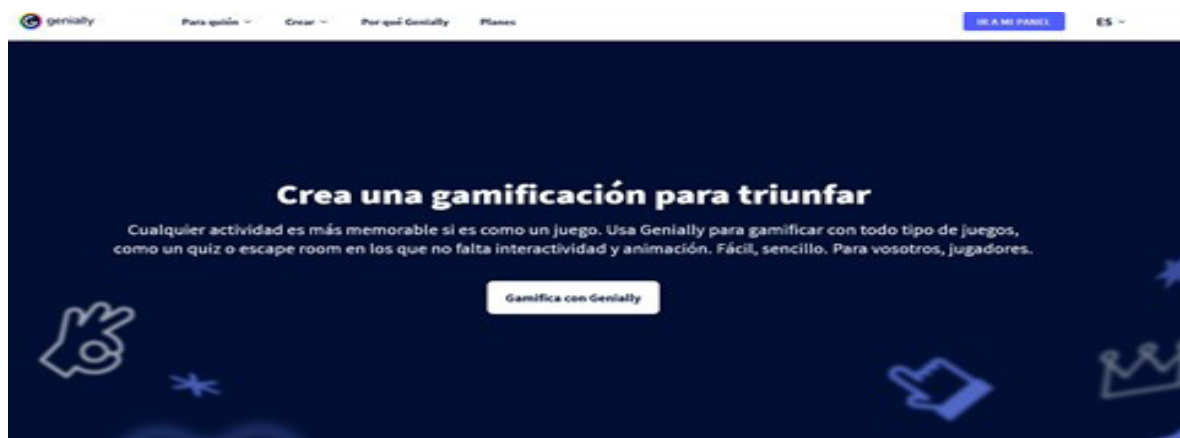 genially
Para quién
Crear
Por qué Genially
Planes
IR A MI PANEL
ES
Crea una gamificación para triunfar
Cualquier actividad es más memorable si es como un juego. Usa Genially para gamificar con todo tipo de juegos,
como un quiz o escape room en los que no falta interactividad y animación. Fácil, sencillo. Para vosotros, jugadores.
Gamifica con Genially